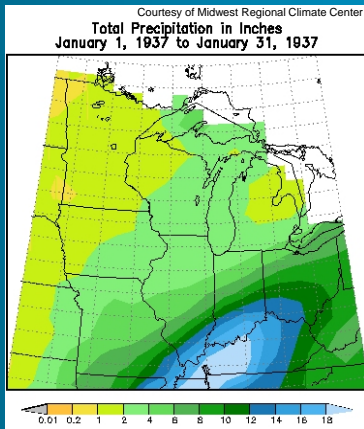 Courtesy of Midwest Regional Climate Center
Total Precipitation in Inches
January 1, 1937 to January 31, 1937
0.01 0.2 1 2 4 6 8 10 12 14 16 18